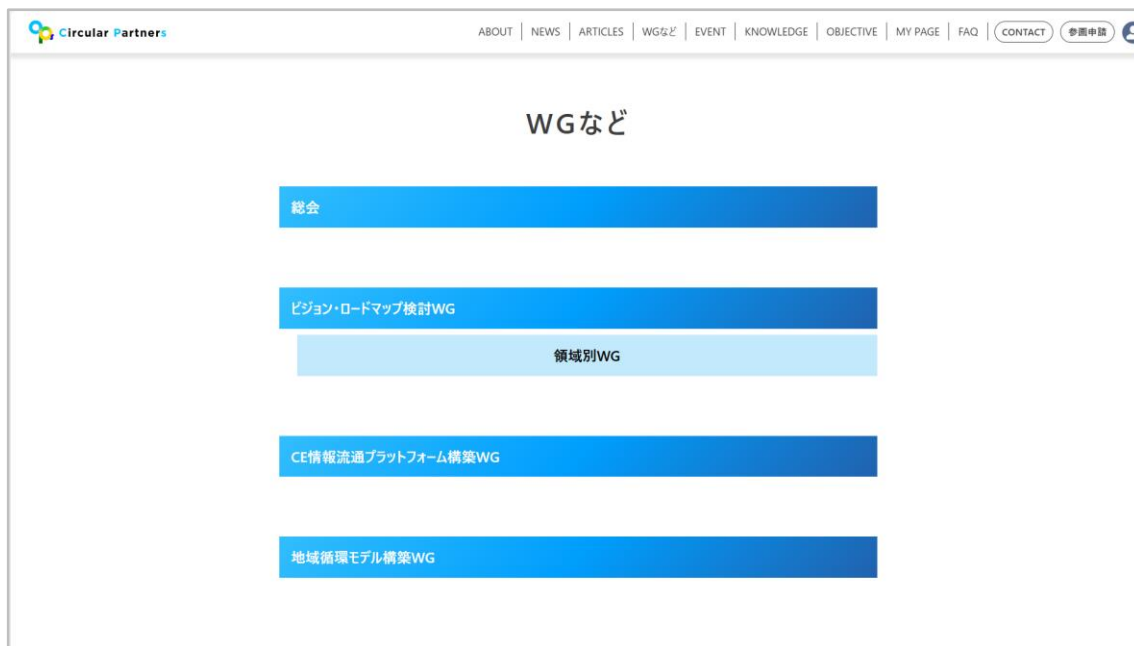 Circular Partners
ABOUT | NEWS | ARTICLES | WGなど | EVENT | KNOWLEDGE | OBJECTIVE | MY PAGE | FAQ | CONTACT 参画申請
WGなど
総会
ビジョン・ロードマップ検討WG
領域別WG
CE情報流通プラットフォーム構築WG
地域循環モデル構築WG